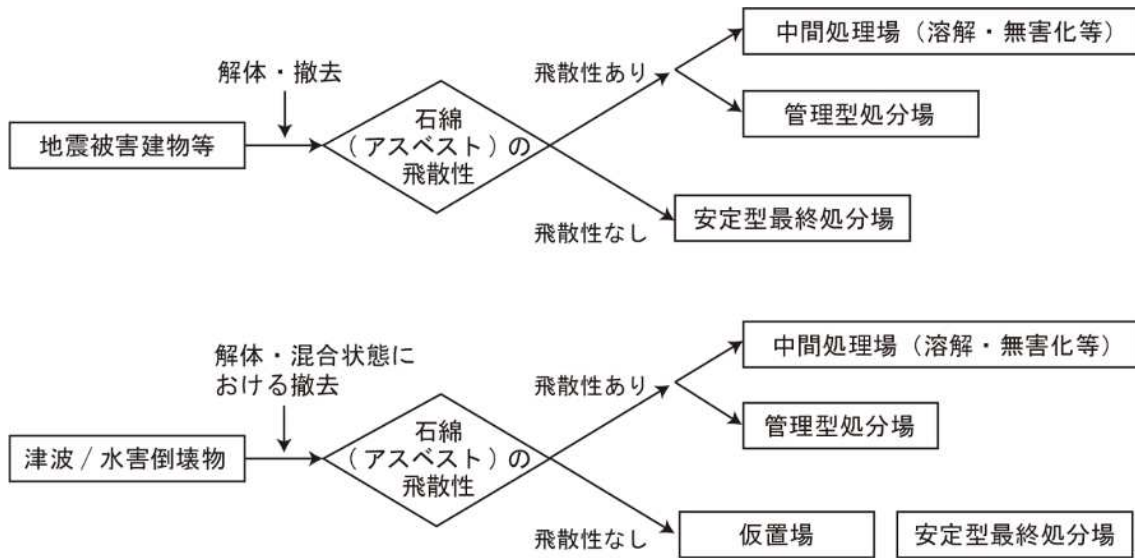 中間処理場（溶解・無害化等）
解体・撤去
飛散性あり
石綿
（アスベスト）の
飛散性
管理型処分場
地震被害建物等
安定型最終処分場
飛散性なし
中間処理場（溶解・無害化等）
解体・混合状態に
おける撤去
飛散性あり
石綿
（アスベスト）の
飛散性
管理型処分場
津波 / 水害倒壊物
飛散性なし
仮置場
安定型最終処分場